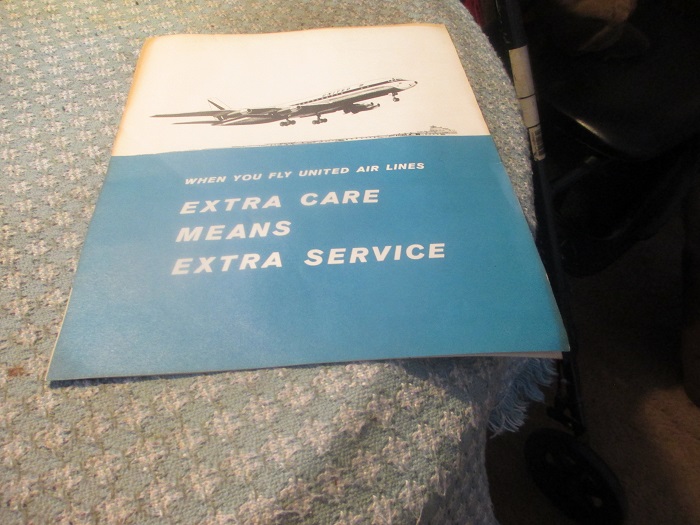 WHEN YOU FLY UNITED AIR LINES
EXTRA CARE
MEANS
EXTRA SERVICE